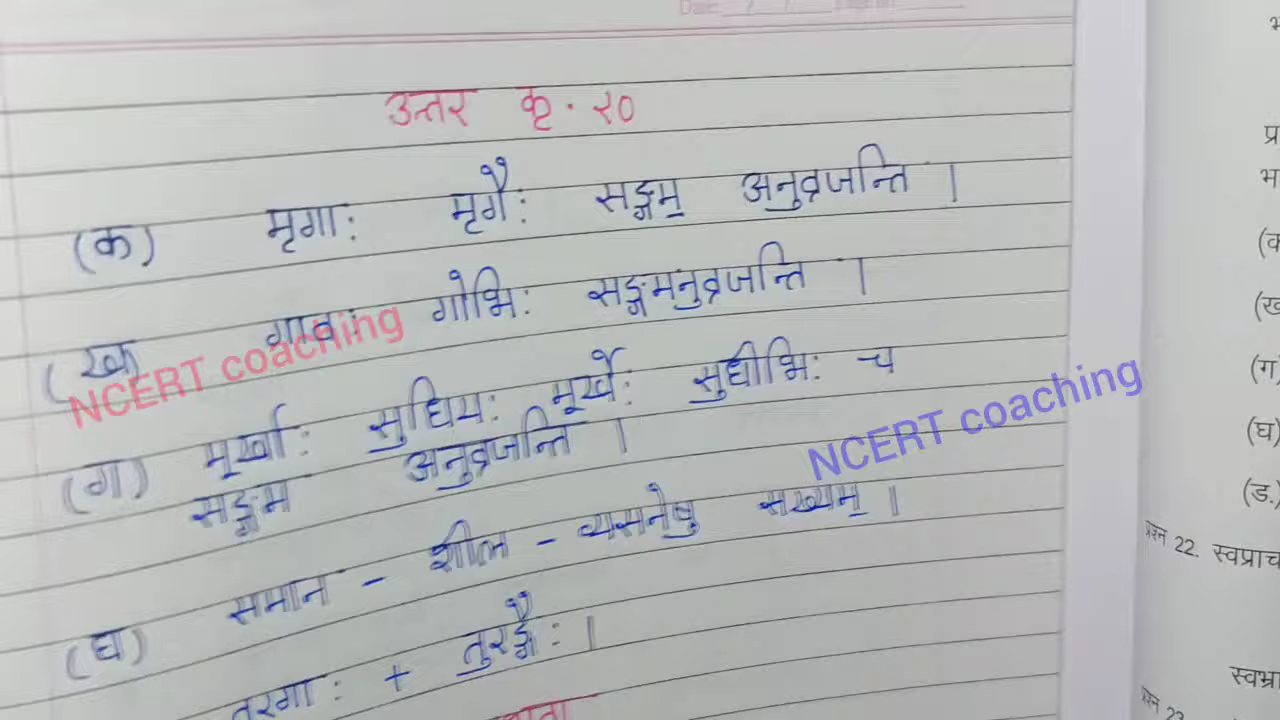 उत्तर कृ. २०
(क) मृगाः मृगैः सङ्गम् अनुव्रजन्ति ।
(ख) गावः गोभिः सङ्गमनुव्रजन्ति ।
NCERT coaching
(ग) मूर्खाः सुधियः मूर्खैः सुधीभिः च
सङ्गम अनुव्रजन्ति ।
NCERT coaching
(घ) समान - शील - व्यसनेषु सख्यम् ।
तुरगाः + तुरङ्गैः ।
प्र
भ
(क
(ख
(ग)
(घ)
(ड.)
प्रश्न 22. स्वप्राच
स्वभ्रा